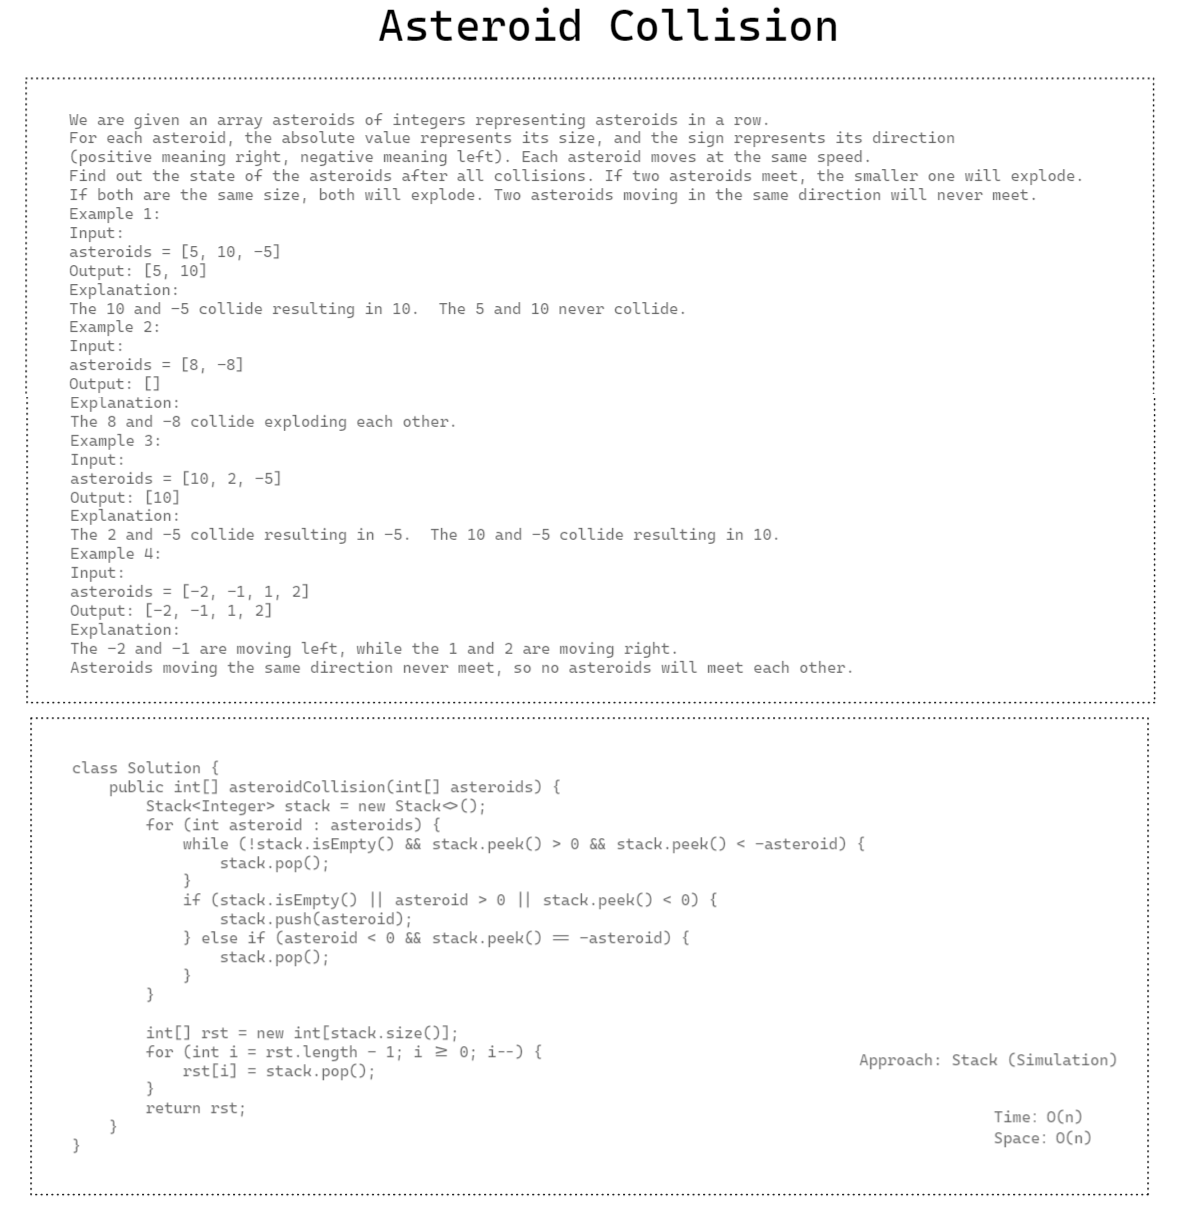 Asteroid Collision
We are given an array asteroids of integers representing asteroids in a row.
For each asteroid, the absolute value represents its size, and the sign represents its direction
(positive meaning right, negative meaning left). Each asteroid moves at the same speed.
Find out the state of the asteroids after all collisions. If two asteroids meet, the smaller one will explode.
If both are the same size, both will explode. Two asteroids moving in the same direction will never meet.
Example 1:
Input:
asteroids = [5, 10, -5]
Output: [5, 10]
Explanation:
The 10 and -5 collide resulting in 10.  The 5 and 10 never collide.
Example 2:
Input:
asteroids = [8, -8]
Output: []
Explanation:
The 8 and -8 collide exploding each other.
Example 3:
Input:
asteroids = [10, 2, -5]
Output: [10]
Explanation:
The 2 and -5 collide resulting in -5.  The 10 and -5 collide resulting in 10.
Example 4:
Input:
asteroids = [-2, -1, 1, 2]
Output: [-2, -1, 1, 2]
Explanation:
The -2 and -1 are moving left, while the 1 and 2 are moving right.
Asteroids moving the same direction never meet, so no asteroids will meet each other.
class Solution {
    public int[] asteroidCollision(int[] asteroids) {
        Stack<Integer> stack = new Stack<>();
        for (int asteroid : asteroids) {
            while (!stack.isEmpty() && stack.peek() > 0 && stack.peek() < -asteroid) {
                stack.pop();
            }
            if (stack.isEmpty() || asteroid > 0 || stack.peek() < 0) {
                stack.push(asteroid);
            } else if (asteroid < 0 && stack.peek() == -asteroid) {
                stack.pop();
            }
        }
        int[] rst = new int[stack.size()];
        for (int i = rst.length - 1; i ≥ 0; i--) {
            rst[i] = stack.pop();
        }
        return rst;
    }
}
Approach: Stack (Simulation)
Time: O(n)
Space: O(n)